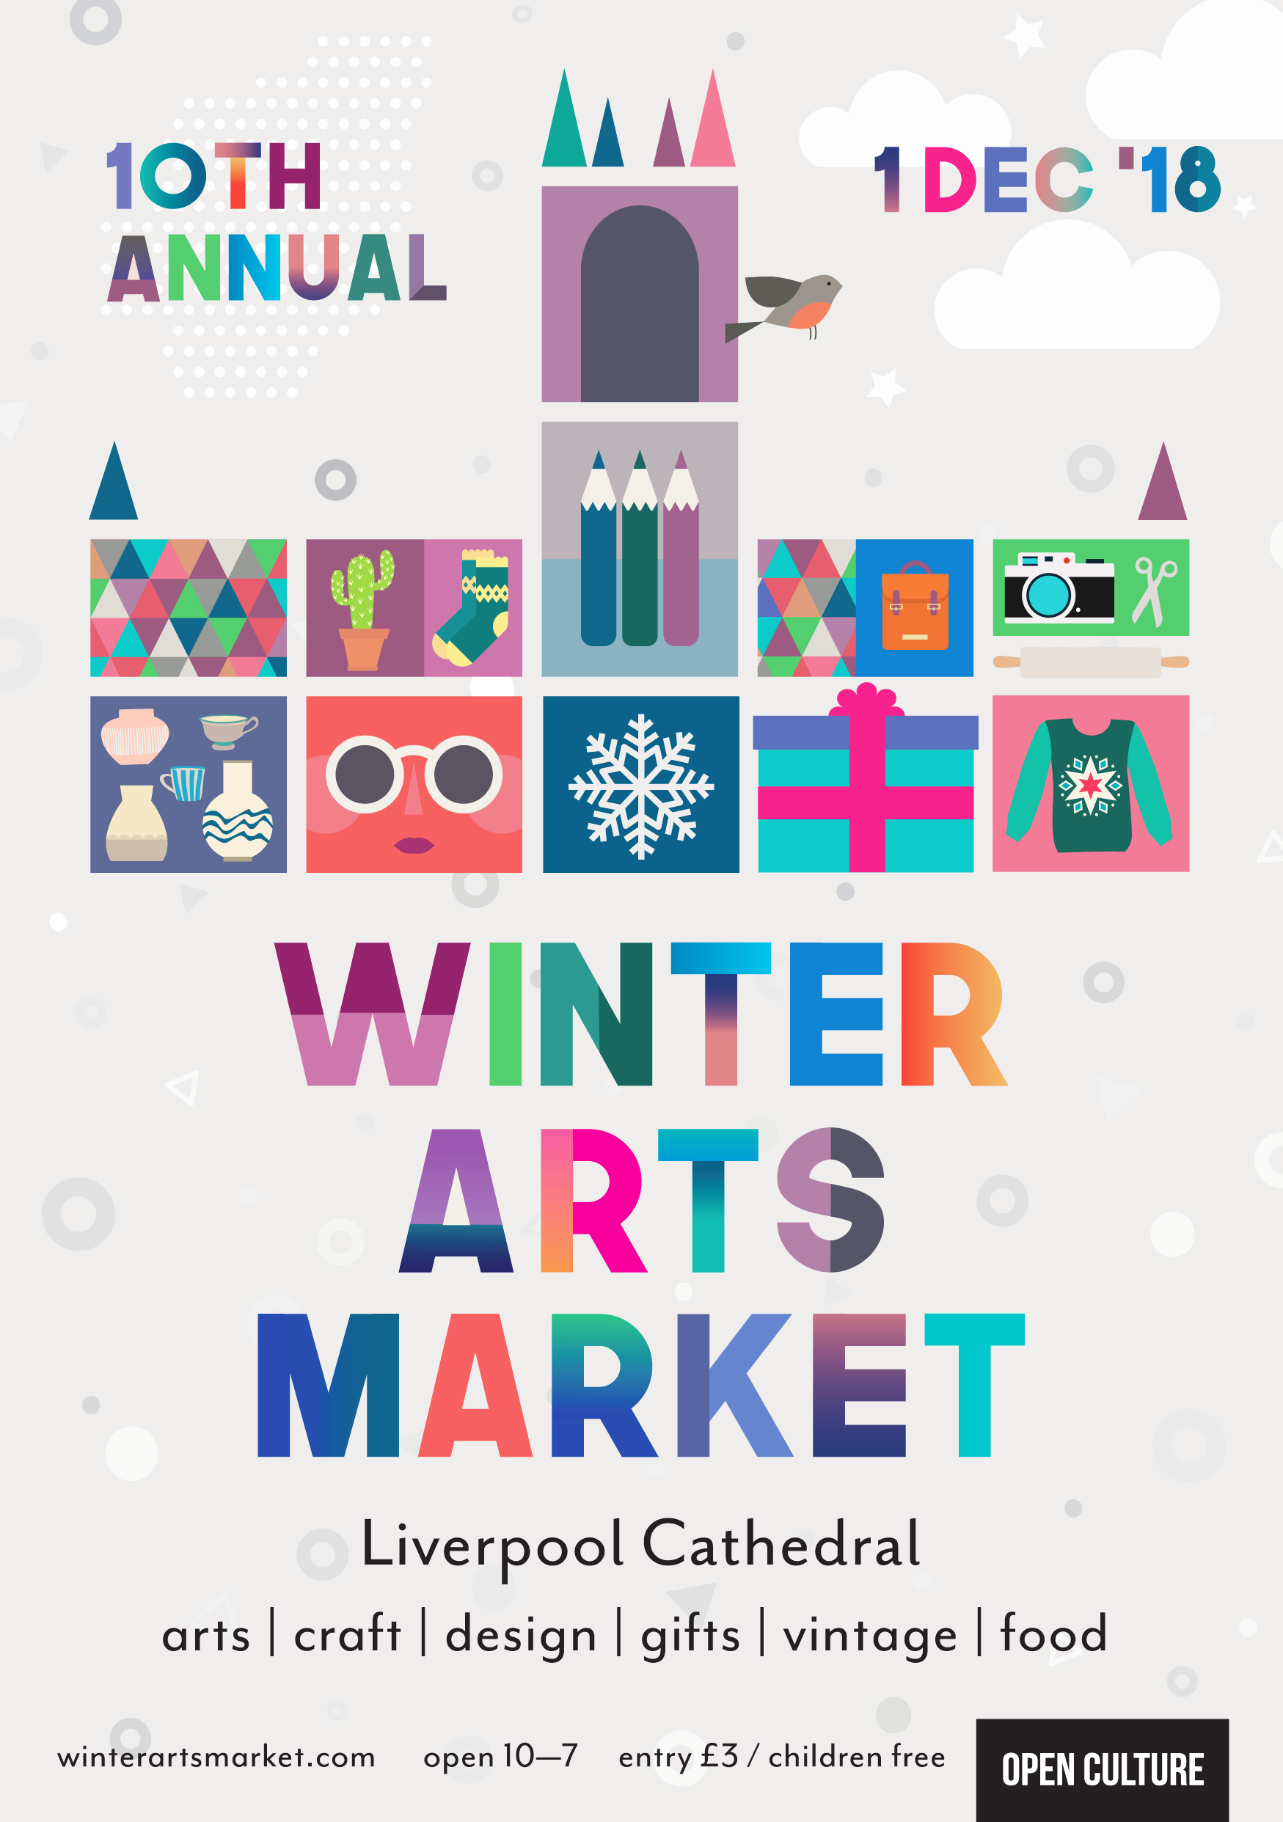 10TH
ANNUAL
1 DEC '18
WINTER
ARTS
MARKET
Liverpool Cathedral
arts | craft | design | gifts | vintage | food
winterartsmarket.com open 10—7 entry £3 / children free
OPEN CULTURE